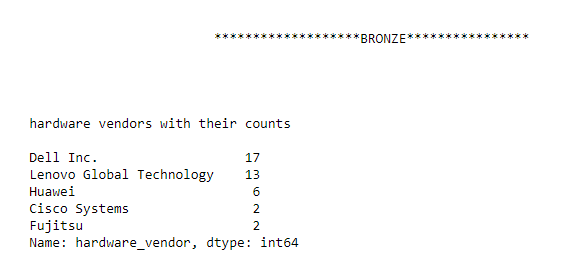 *******************BRONZE****************
hardware vendors with their counts
Dell Inc.                   17
Lenovo Global Technology    13
Huawei                       6
Cisco Systems                2
Fujitsu                      2
Name: hardware_vendor, dtype: int64